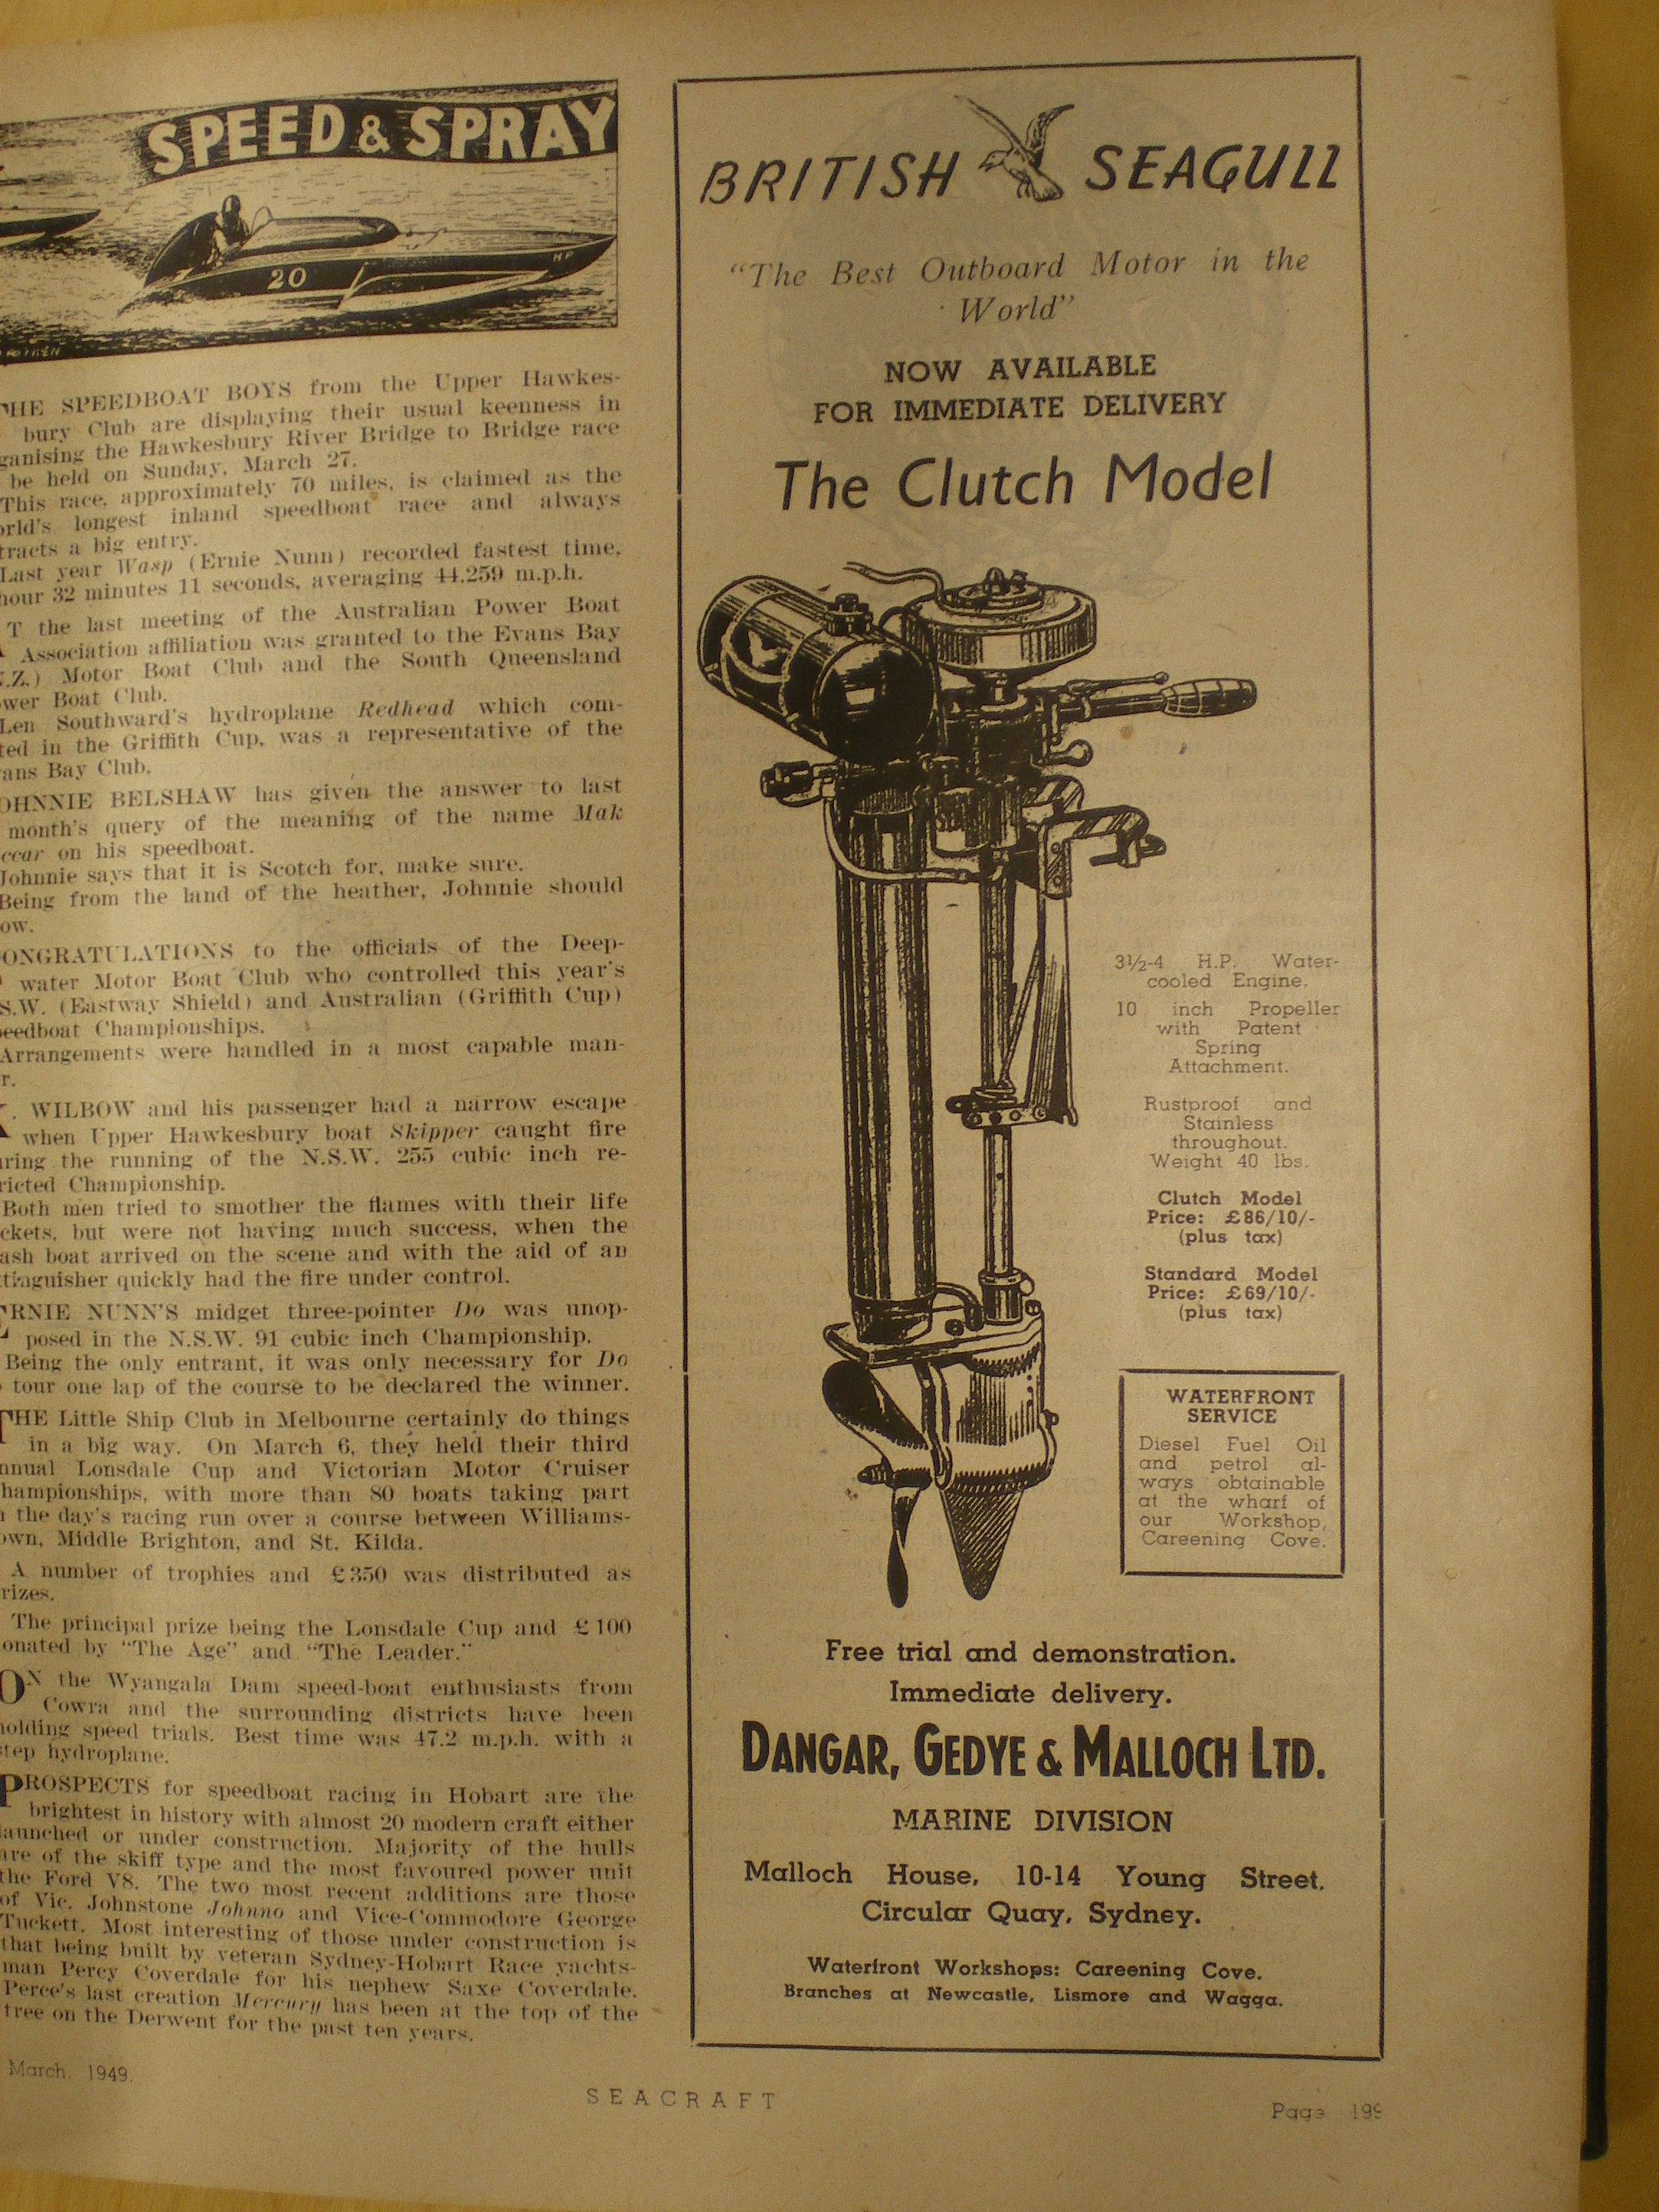 SPEED & SPRAY
20
THE SPEEDBOAT BOYS from the Upper Hawkes-
bury Club are displaying their usual keenness in
ganising the Hawkesbury River Bridge to Bridge race
be held on Sunday, March 27.
This race, approximately 70 miles, is claimed as the
orld's longest inland speedboat race and always
tracts a big entry.
Last year Wasp (Ernie Nunn) recorded fastest time,
hour 32 minutes 11 seconds, averaging 44.259 m.p.h.
T the last meeting of the Australian Power Boat
Association affiliation was granted to the Evans Bay
.Z.) Motor Boat Club and the South Queensland
ower Boat Club.
Len Southward's hydroplane Redhead which com-
ted in the Griffith Cup, was a representative of the
ans Bay Club.
OHNNIE BELSHAW has given the answer to last
month's query of the meaning of the name Mak
ccar on his speedboat.
Johnnie says that it is Scotch for, make sure.
Being from the land of the heather, Johnnie should
ow.
ONGRATULATIONS to the officials of the Deep-
water Motor Boat Club who controlled this year's
S.W. (Eastway Shield) and Australian (Griffith Cup)
eedboat Championships.
Arrangements were handled in a most capable man-
r.
. WILBOW and his passenger had a narrow escape
when Upper Hawkesbury boat Skipper caught fire
ring the running of the N.S.W. 255 cubic inch re-
ricted Championship.
Both men tried to smother the flames with their life
ckets, but were not having much success, when the
ash boat arrived on the scene and with the aid of an
tinguisher quickly had the fire under control.
ERNIE NUNN'S midget three-pointer Do was unop-
posed in the N.S.W. 91 cubic inch Championship.
Being the only entrant, it was only necessary for Do
tour one lap of the course to be declared the winner.
THE Little Ship Club in Melbourne certainly do things
in a big way. On March 6, they held their third
nnual Lonsdale Cup and Victorian Motor Cruiser
hampionships, with more than 80 boats taking part
n the day's racing run over a course between Williams-
own, Middle Brighton, and St. Kilda.
A number of trophies and £350 was distributed as
rizes.
The principal prize being the Lonsdale Cup and £100
onated by "The Age" and "The Leader."
ON the Wyangala Dam speed-boat enthusiasts from
Cowra and the surrounding districts have been
holding speed trials. Best time was 47.2 m.p.h. with a
step hydroplane.
PROSPECTS for speedboat racing in Hobart are the
brightest in history with almost 20 modern craft either
launched or under construction. Majority of the hulls
are of the skiff type and the most favoured power unit
the Ford V8. The two most recent additions are those
of Vic. Johnstone Johnno and Vice-Commodore George
Tuckett. Most interesting of those under construction is
that being built by veteran Sydney-Hobart Race yachts-
man Percy Coverdale for his nephew Saxe Coverdale.
Perce's last creation Mercury has been at the top of the
tree on the Derwent for the past ten years.
BRITISH SEAGULL
"The Best Outboard Motor in the
World"
NOW AVAILABLE
FOR IMMEDIATE DELIVERY
The Clutch Model
3½-4 H.P. Water-
cooled Engine.
10 inch Propeller
with Patent
Spring
Attachment.
Rustproof and
Stainless
throughout.
Weight 40 lbs.
Clutch Model
Price: £86/10/-
(plus tax)
Standard Model
Price: £69/10/-
(plus tax)
WATERFRONT
SERVICE
Diesel Fuel Oil
and petrol al-
ways obtainable
at the wharf of
our Workshop,
Careening Cove.
Free trial and demonstration.
Immediate delivery.
DANGAR, GEDYE & MALLOCH LTD.
MARINE DIVISION
Malloch House, 10-14 Young Street,
Circular Quay, Sydney.
Waterfront Workshops: Careening Cove.
Branches at Newcastle, Lismore and Wagga.
March, 1949.
SEACRAFT
Page 199